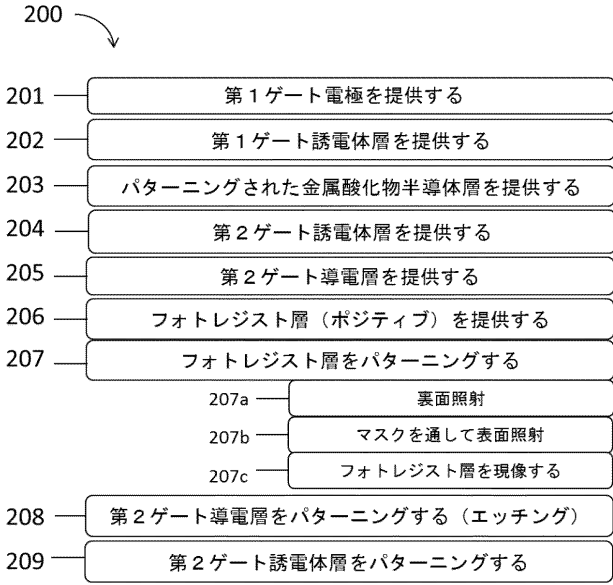 200
201 第1ゲート電極を提供する
202 第1ゲート誘電体層を提供する
203 パターニングされた金属酸化物半導体層を提供する
204 第2ゲート誘電体層を提供する
205 第2ゲート導電層を提供する
206 フォトレジスト層（ポジティブ）を提供する
207 フォトレジスト層をパターニングする
207a 裏面照射
207b マスクを通して表面照射
207c フォトレジスト層を現像する
208 第2ゲート導電層をパターニングする（エッチング）
209 第2ゲート誘電体層をパターニングする